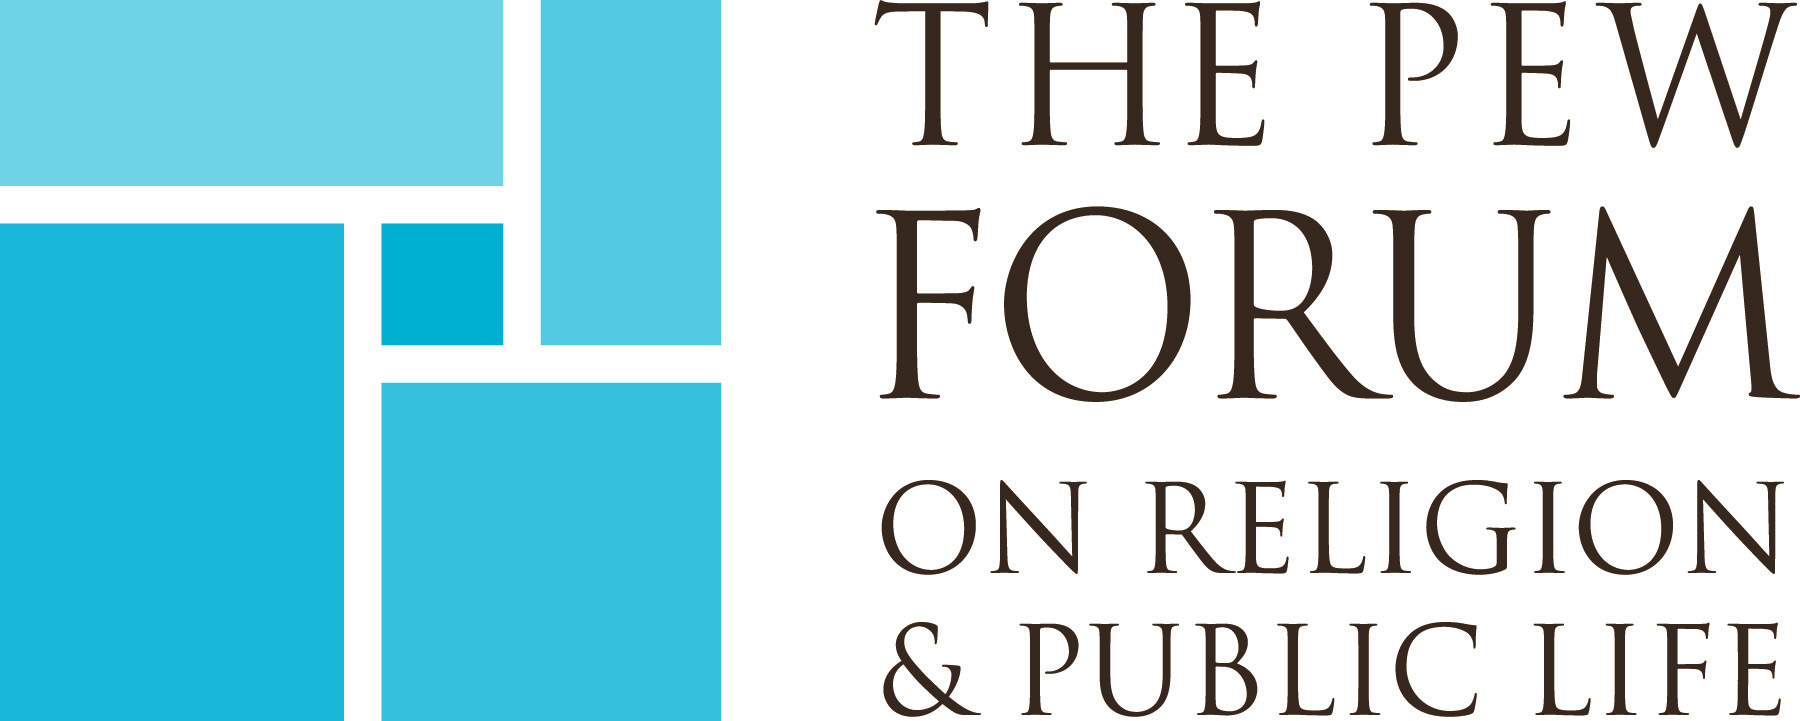 THE PEW
FORUM
ON RELIGION
& PUBLIC LIFE